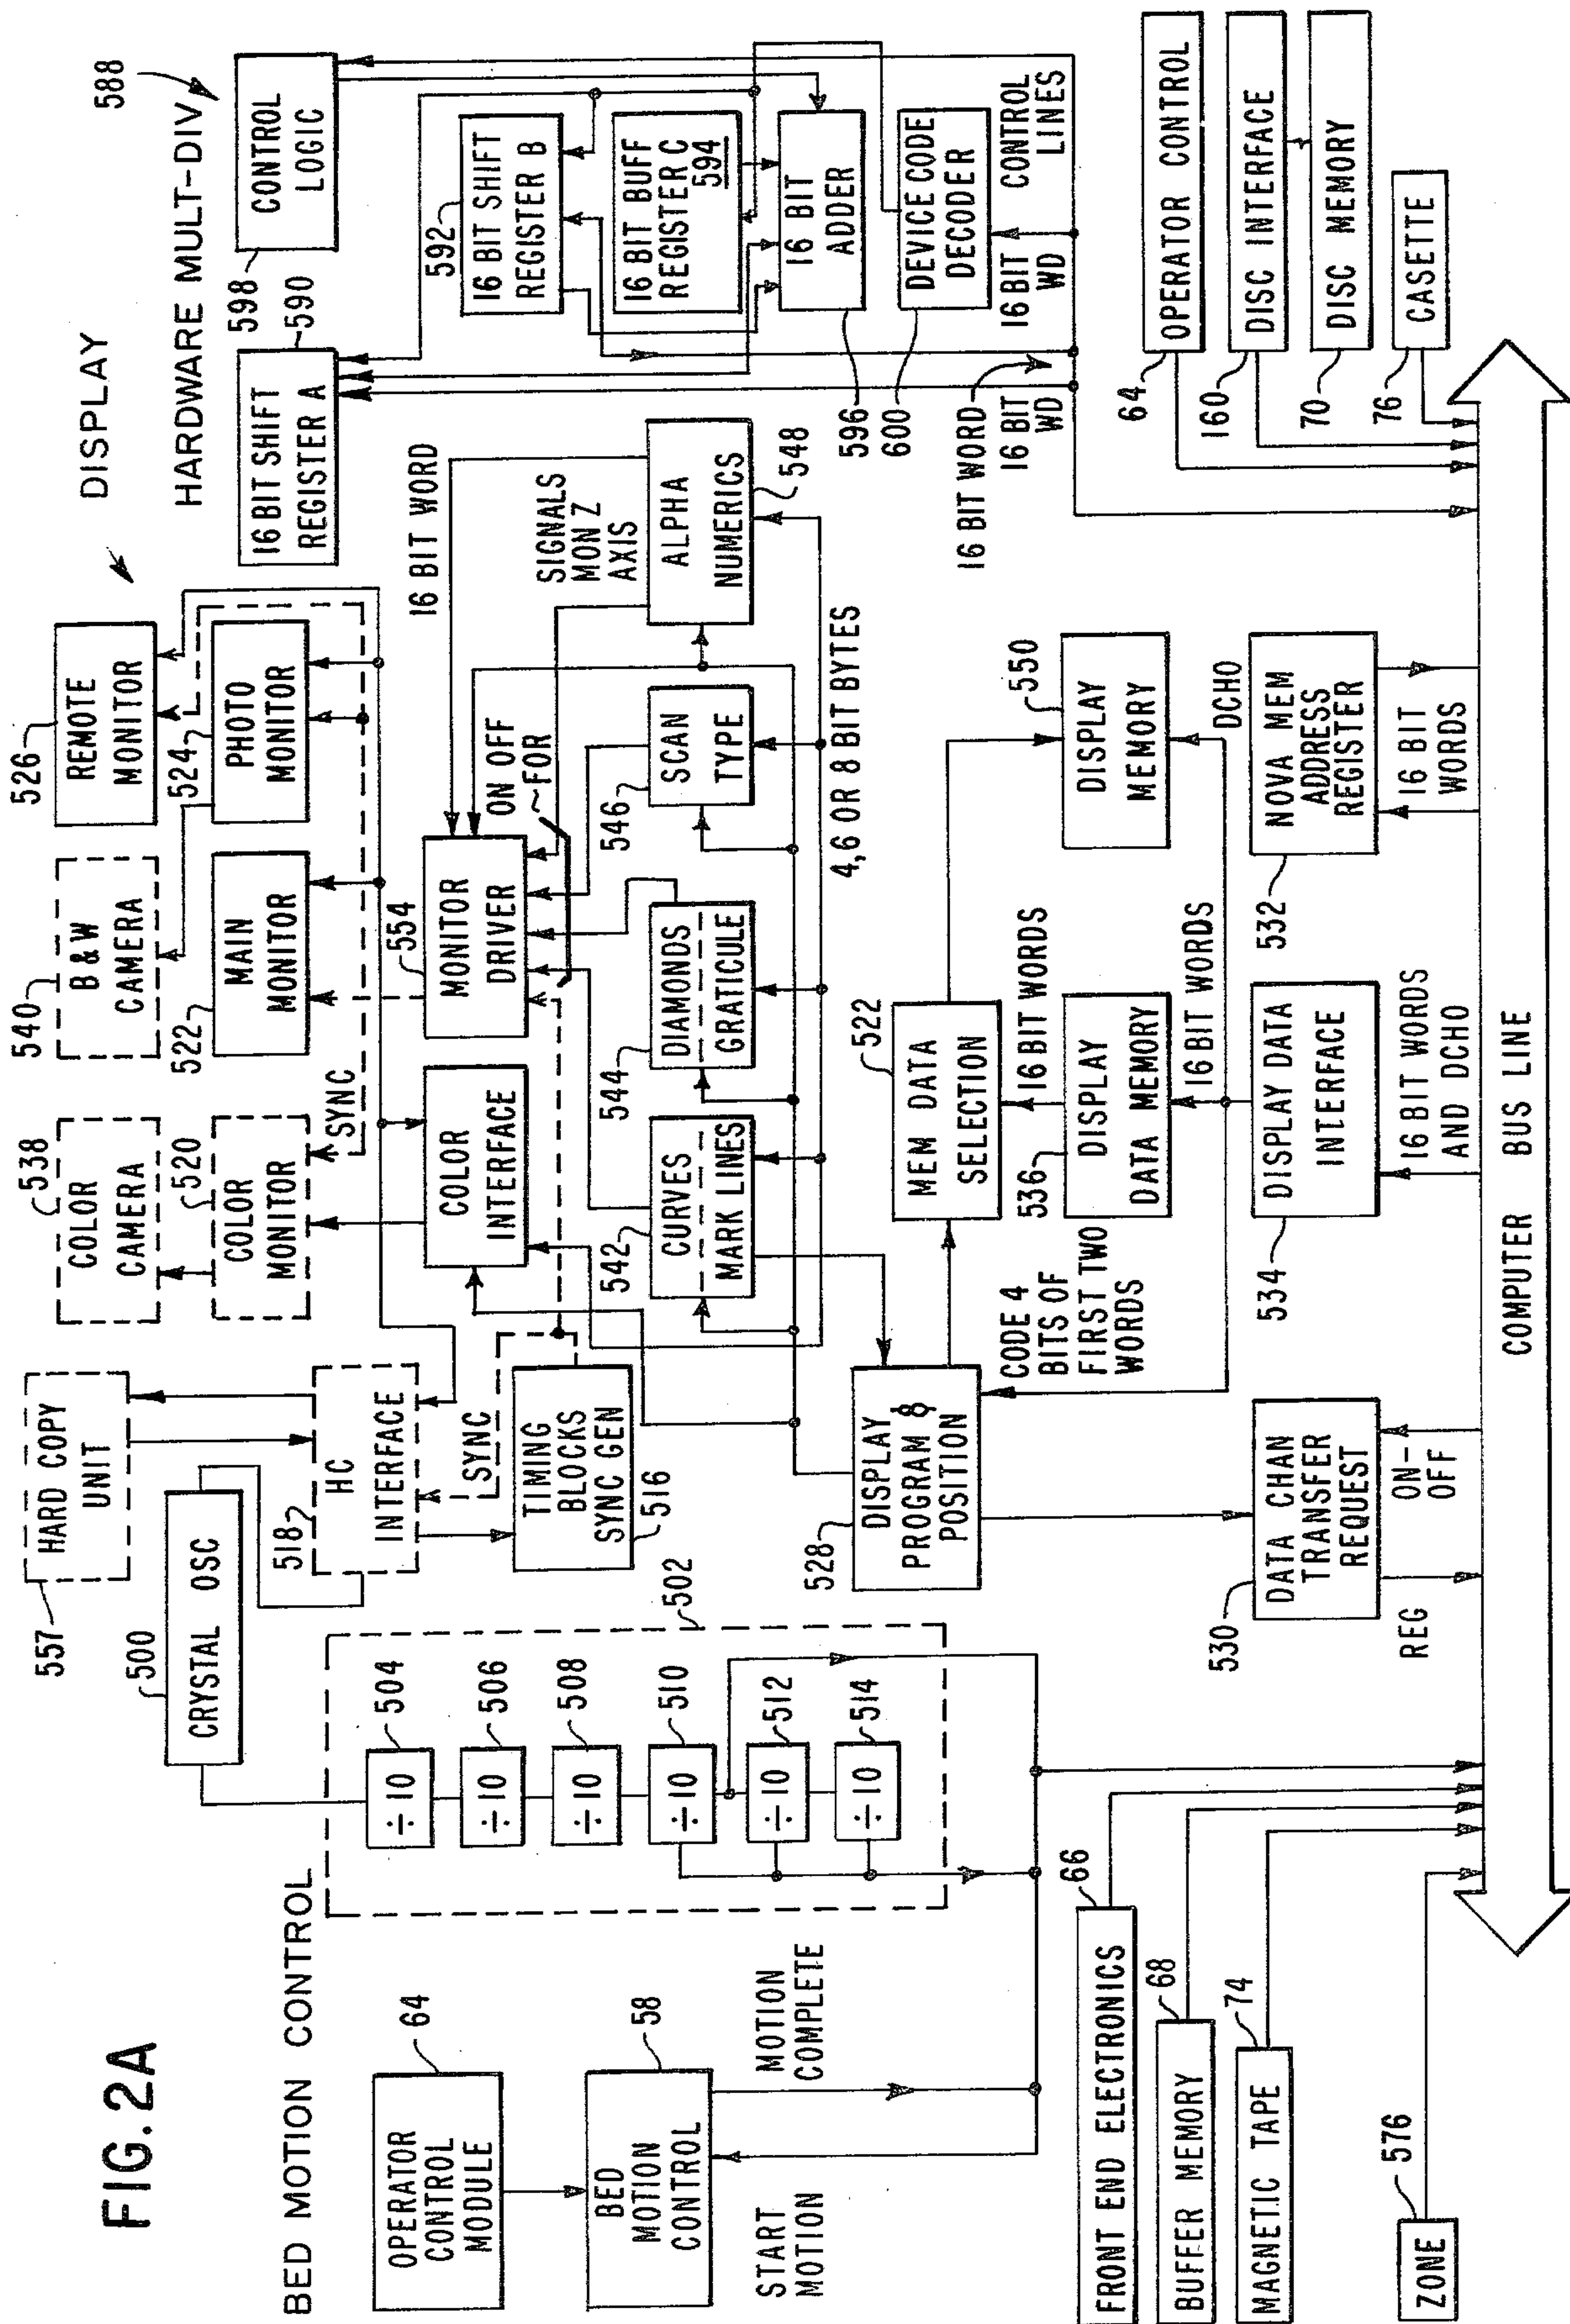 FIG. 2A
BED MOTION CONTROL
DISPLAY
HARDWARE MULT-DIV
588
557
HARD COPY
UNIT
500
CRYSTAL OSC
518
HC
INTERFACE
SYNC
TIMING
BLOCKS
SYNC GEN
516
502
÷10
504
÷10
506
÷10
508
÷10
510
÷10
512
÷10
514
64
OPERATOR
CONTROL
MODULE
58
BED
MOTION
CONTROL
START
MOTION
MOTION
COMPLETE
538
COLOR
CAMERA
520
COLOR
MONITOR
SYNC
540
B & W
CAMERA
522
MAIN
MONITOR
526
REMOTE
MONITOR
524
PHOTO
MONITOR
COLOR
INTERFACE
554
MONITOR
DRIVER
ON OFF
FOR
16 BIT WORD
SIGNALS
MON Z
AXIS
542
CURVES
MARK LINES
544
DIAMONDS
GRATICULE
546
SCAN
TYPE
ALPHA
NUMERICS
548
4,6 OR 8 BIT BYTES
528
DISPLAY
PROGRAM &
POSITION
522
MEM DATA
SELECTION
16 BIT WORDS
536
DISPLAY
DATA MEMORY
16 BIT WORDS
550
DISPLAY
MEMORY
CODE 4
BITS OF
FIRST TWO
WORDS
DCHO
530
DATA CHAN
TRANSFER
REQUEST
REG
ON-
OFF
534
DISPLAY DATA
INTERFACE
16 BIT WORDS
AND DCHO
532
NOVA MEM
ADDRESS
REGISTER
16 BIT
WORDS
598
CONTROL
LOGIC
590
16 BIT SHIFT
REGISTER A
592
16 BIT SHIFT
REGISTER B
16 BIT BUFF
REGISTER C
594
16 BIT
ADDER
596
DEVICE CODE
DECODER
600
16 BIT WORD
16 BIT
WD
16 BIT
WD
CONTROL
LINES
64
OPERATOR CONTROL
160
DISC INTERFACE
70
DISC MEMORY
76
CASETTE
66
FRONT END ELECTRONICS
68
BUFFER MEMORY
74
MAGNETIC TAPE
576
ZONE
COMPUTER BUS LINE